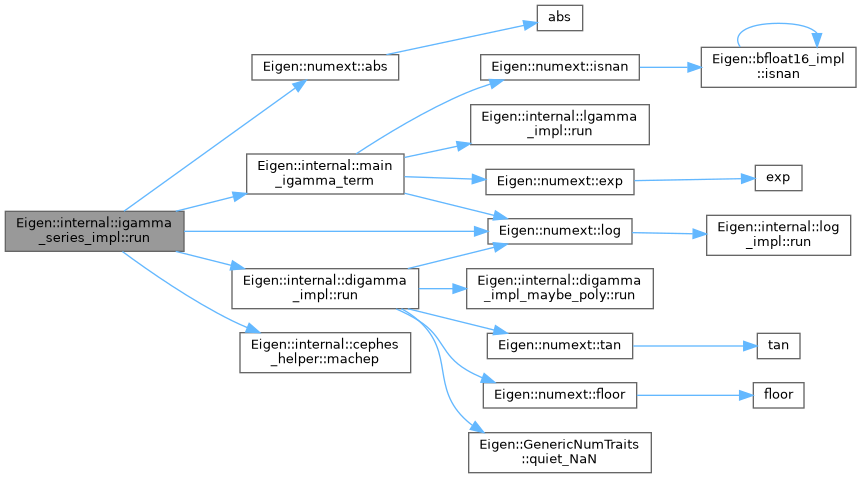 abs
Eigen::numext::abs
Eigen::numext::isnan
Eigen::bfloat16_impl
::isnan
Eigen::internal::lgamma
_impl::run
Eigen::internal::main
_igamma_term
Eigen::numext::exp
exp
Eigen::internal::igamma
_series_impl::run
Eigen::numext::log
Eigen::internal::log
_impl::run
Eigen::internal::digamma
_impl::run
Eigen::internal::digamma
_impl_maybe_poly::run
Eigen::internal::cephes
_helper::machep
Eigen::numext::tan
tan
Eigen::numext::floor
floor
Eigen::GenericNumTraits
::quiet_NaN